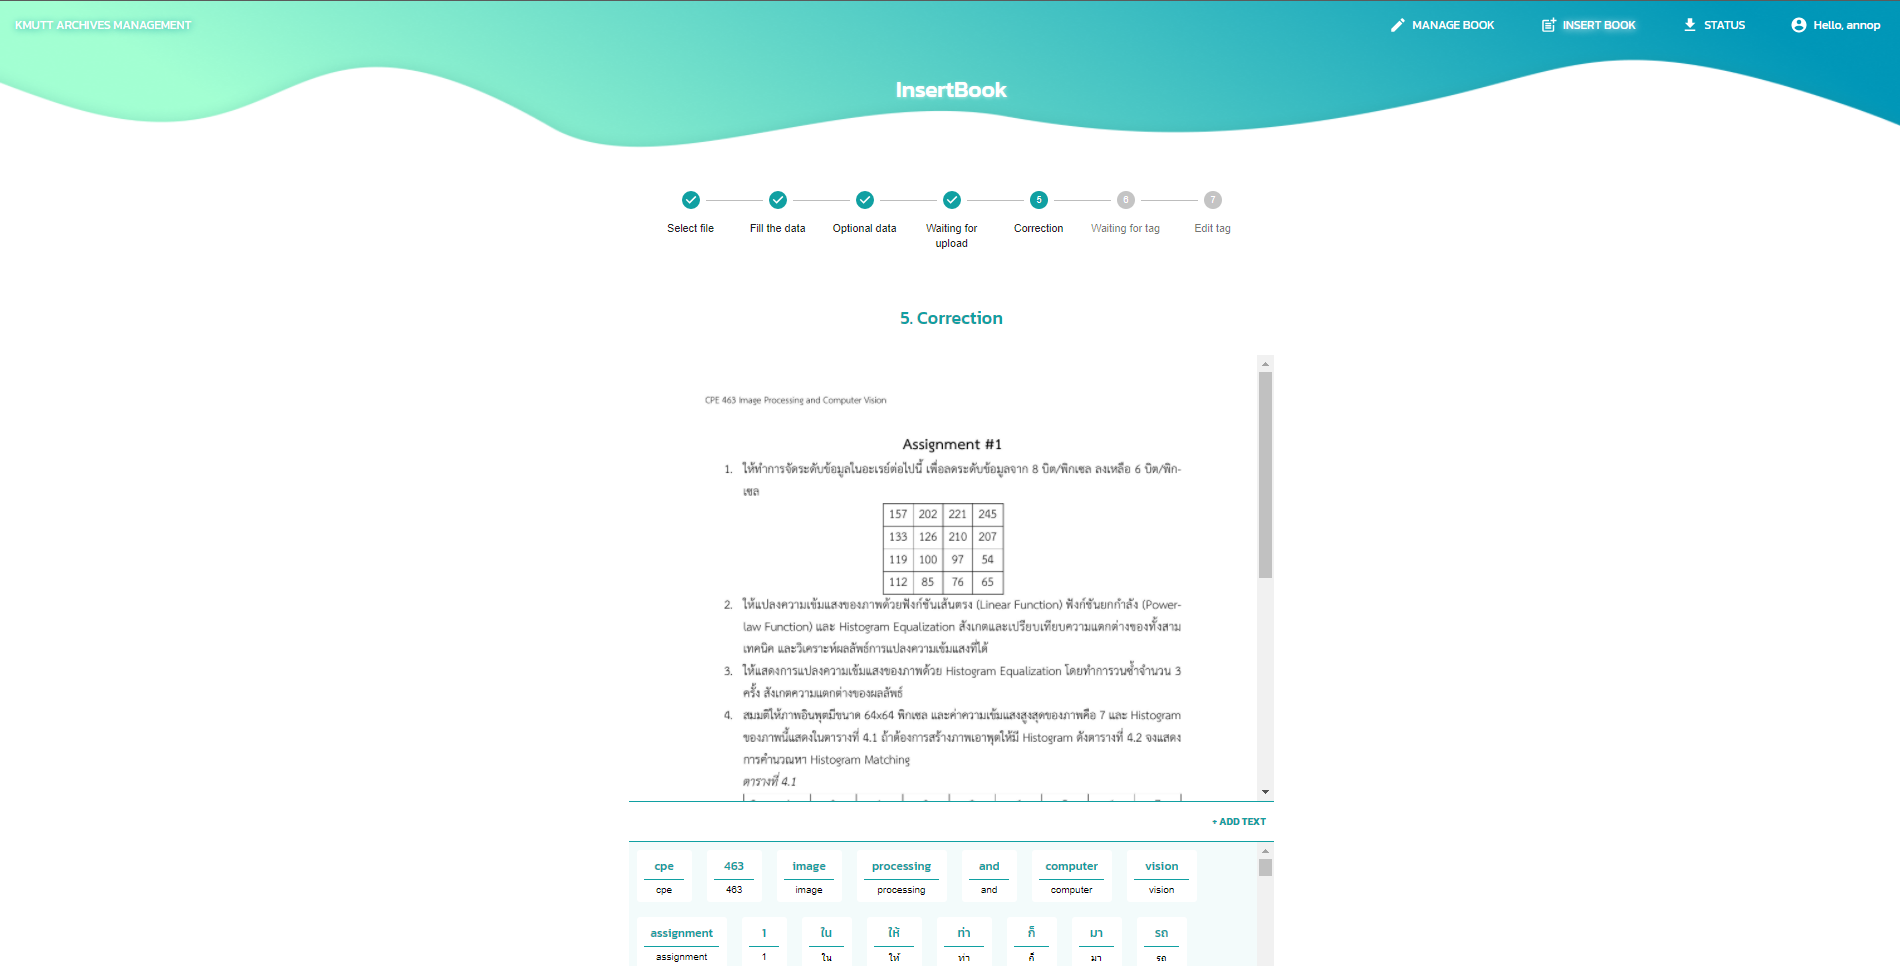 KMUTT ARCHIVES MANAGEMENT
MANAGE BOOK
INSERT BOOK
STATUS
Hello, annop
InsertBook
5
6
7
Select file
Fill the data
Optional data
Waiting for
upload
Correction
Waiting for tag
Edit tag
5. Correction
CPE 463 Image Processing and Computer Vision
Assignment #1
1. ให้ทำการจัดระดับข้อมูลในอะเรย์ต่อไปนี้ เพื่อลดระดับข้อมูลจาก 8 บิต/พิกเซล ลงเหลือ 6 บิต/พิก-
เซล
157 202 221 245
133 126 210 207
119 100 97 54
112 85 76 65
2. ให้แปลงความเข้มแสงของภาพด้วยฟังก์ชันเส้นตรง (Linear Function) ฟังก์ชันยกกำลัง (Power-
law Function) และ Histogram Equalization สังเกตและเปรียบเทียบความแตกต่างของทั้งสาม
เทคนิค และวิเคราะห์ผลลัพธ์การแปลงความเข้มแสงที่ได้
3. ให้แสดงการแปลงความเข้มแสงของภาพด้วย Histogram Equalization โดยทำการวนซ้ำจำนวน 3
ครั้ง สังเกตความแตกต่างของผลลัพธ์
4. สมมติให้ภาพอินพุตมีขนาด 64x64 พิกเซล และค่าความเข้มแสงสูงสุดของภาพคือ 7 และ Histogram
ของภาพนี้แสดงในตารางที่ 4.1 ถ้าต้องการสร้างภาพเอาพุตให้มี Histogram ดังตารางที่ 4.2 จงแสดง
การคำนวณหา Histogram Matching
ตารางที่ 4.1
+ ADD TEXT
cpe 463 image processing and computer vision
cpe 463 image processing and computer vision
assignment 1 ใน ให้ ท่า ก็ มา รถ
assignment 1 ใน ให้ ท่า ก็ มา รถ